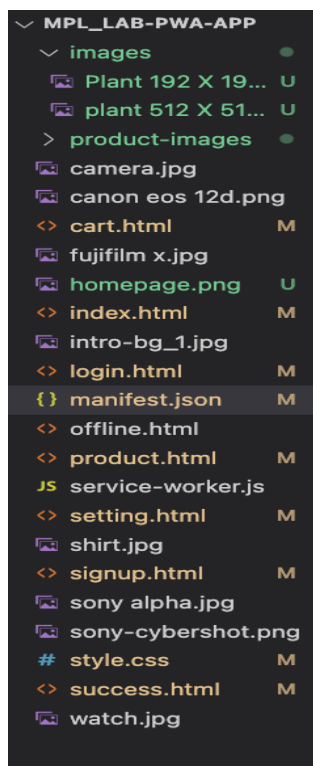 MPL_LAB-PWA-APP
images
Plant 192 X 19... U
plant 512 X 51... U
product-images
camera.jpg
canon eos 12d.png
<> cart.html M
fujifilm x.jpg
homepage.png U
<> index.html M
intro-bg_1.jpg
<> login.html M
{} manifest.json M
<> offline.html
<> product.html M
JS service-worker.js
<> setting.html M
shirt.jpg
<> signup.html M
sony alpha.jpg
sony-cybershot.png
# style.css M
<> success.html M
watch.jpg